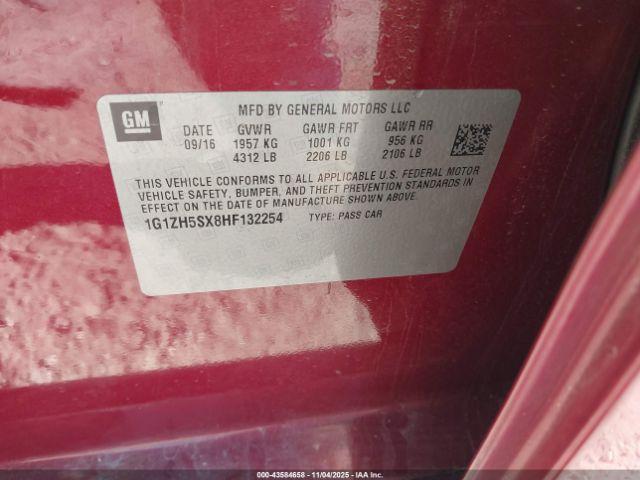 GM
MFD BY GENERAL MOTORS LLC
DATE GVWR GAWR FRT GAWR RR
09/16 1957 KG 1001 KG 956 KG
4312 LB 2206 LB 2106 LB
THIS VEHICLE CONFORMS TO ALL APPLICABLE U.S. FEDERAL MOTOR
VEHICLE SAFETY, BUMPER, AND THEFT PREVENTION STANDARDS IN
EFFECT ON THE DATE OF MANUFACTURE SHOWN ABOVE.
1G1ZH5SX8HF132254 TYPE: PASS CAR
000-43584658 - 11/04/2025 - IAAI, Inc.